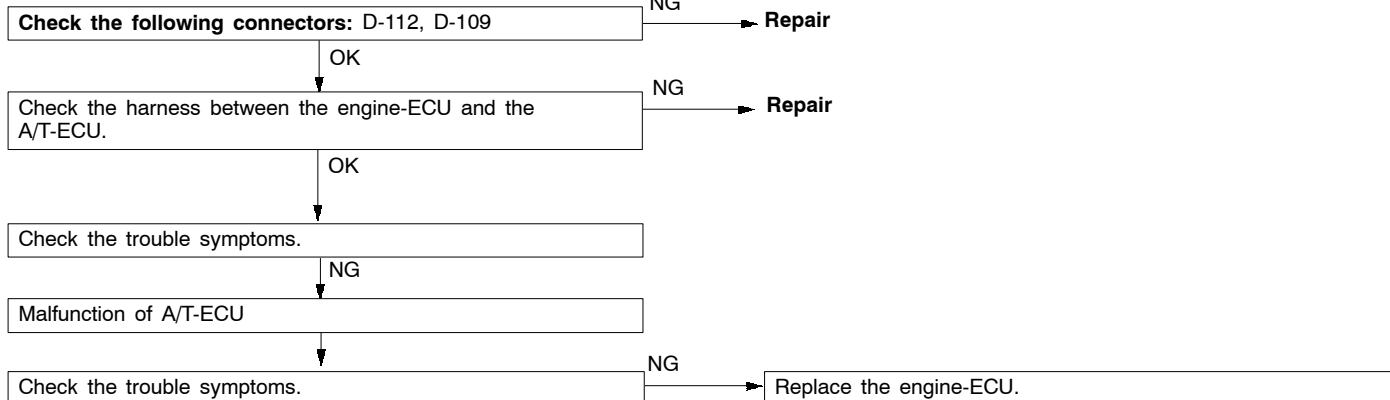 NG
Check the following connectors: D-112, D-109
Repair
OK
NG
Check the harness between the engine-ECU and the
A/T-ECU.
Repair
OK
Check the trouble symptoms.
NG
Malfunction of A/T-ECU
NG
Check the trouble symptoms.
Replace the engine-ECU.